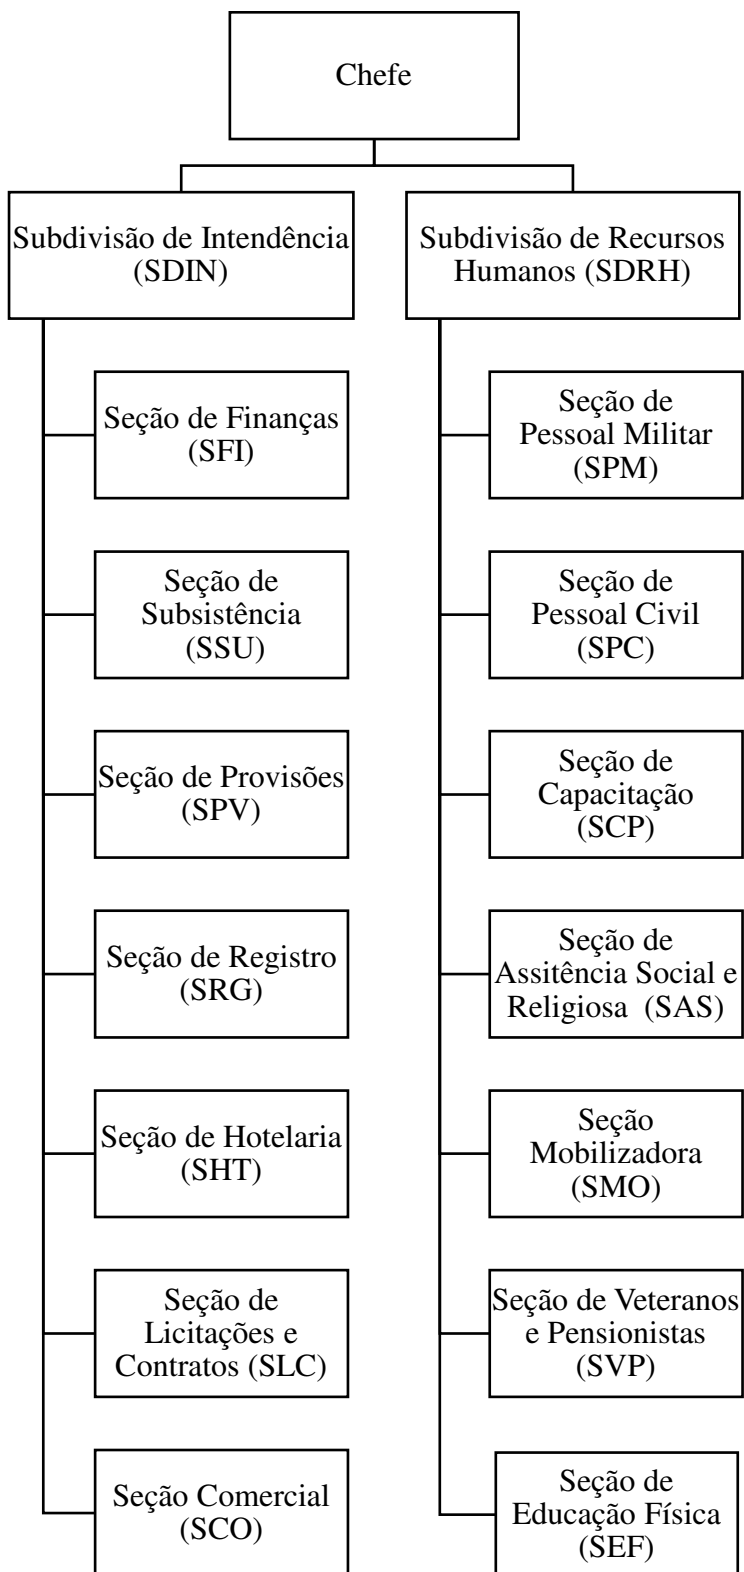 Chefe
Subdivisão de Intendência
(SDIN)
Subdivisão de Recursos
Humanos (SDRH)
Seção de Finanças
(SFI)
Seção de
Subsistência
(SSU)
Seção de Provisões
(SPV)
Seção de Registro
(SRG)
Seção de Hotelaria
(SHT)
Seção de
Licitações e
Contratos (SLC)
Seção Comercial
(SCO)
Seção de
Pessoal Militar
(SPM)
Seção de
Pessoal Civil
(SPC)
Seção de
Capacitação
(SCP)
Seção de
Assitência Social e
Religiosa (SAS)
Seção
Mobilizadora
(SMO)
Seção de Veteranos
e Pensionistas
(SVP)
Seção de
Educação Física
(SEF)